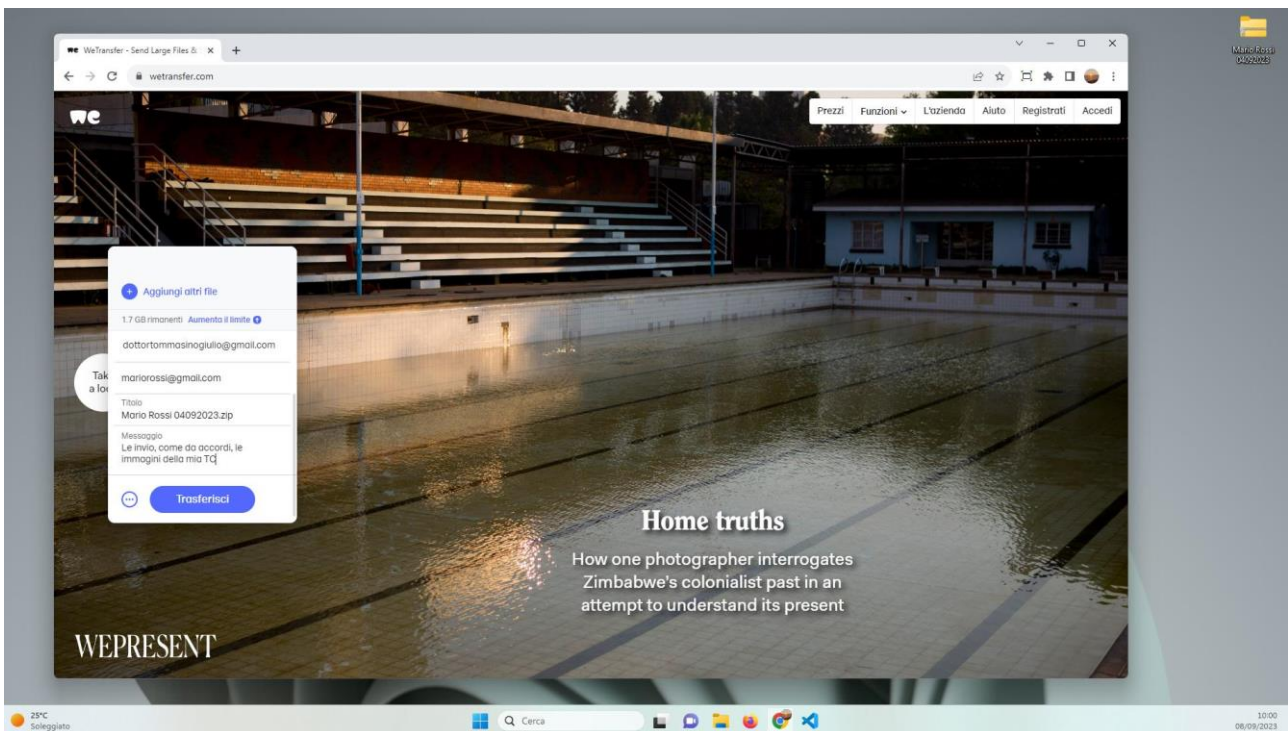 WeTransfer - Send Large Files &
wetransfer.com
we
Prezzi Funzioni L'azienda Aiuto Registrati Accedi
Mario Rossi
04092023
Aggiungi altri file
1.7 GB rimanenti Aumenta il limite
dottortommasinogiulio@gmail.com
Tak
a loo
mariorossi@gmail.com
Titolo
Mario Rossi 04092023.zip
Messaggio
Le invio, come da accordi, le
immagini della mia TC
Trasferisci
Home truths
How one photographer interrogates
Zimbabwe's colonialist past in an
attempt to understand its present
WEPRESENT
25°C
Soleggiato
Cerca
10:00
08/09/2023